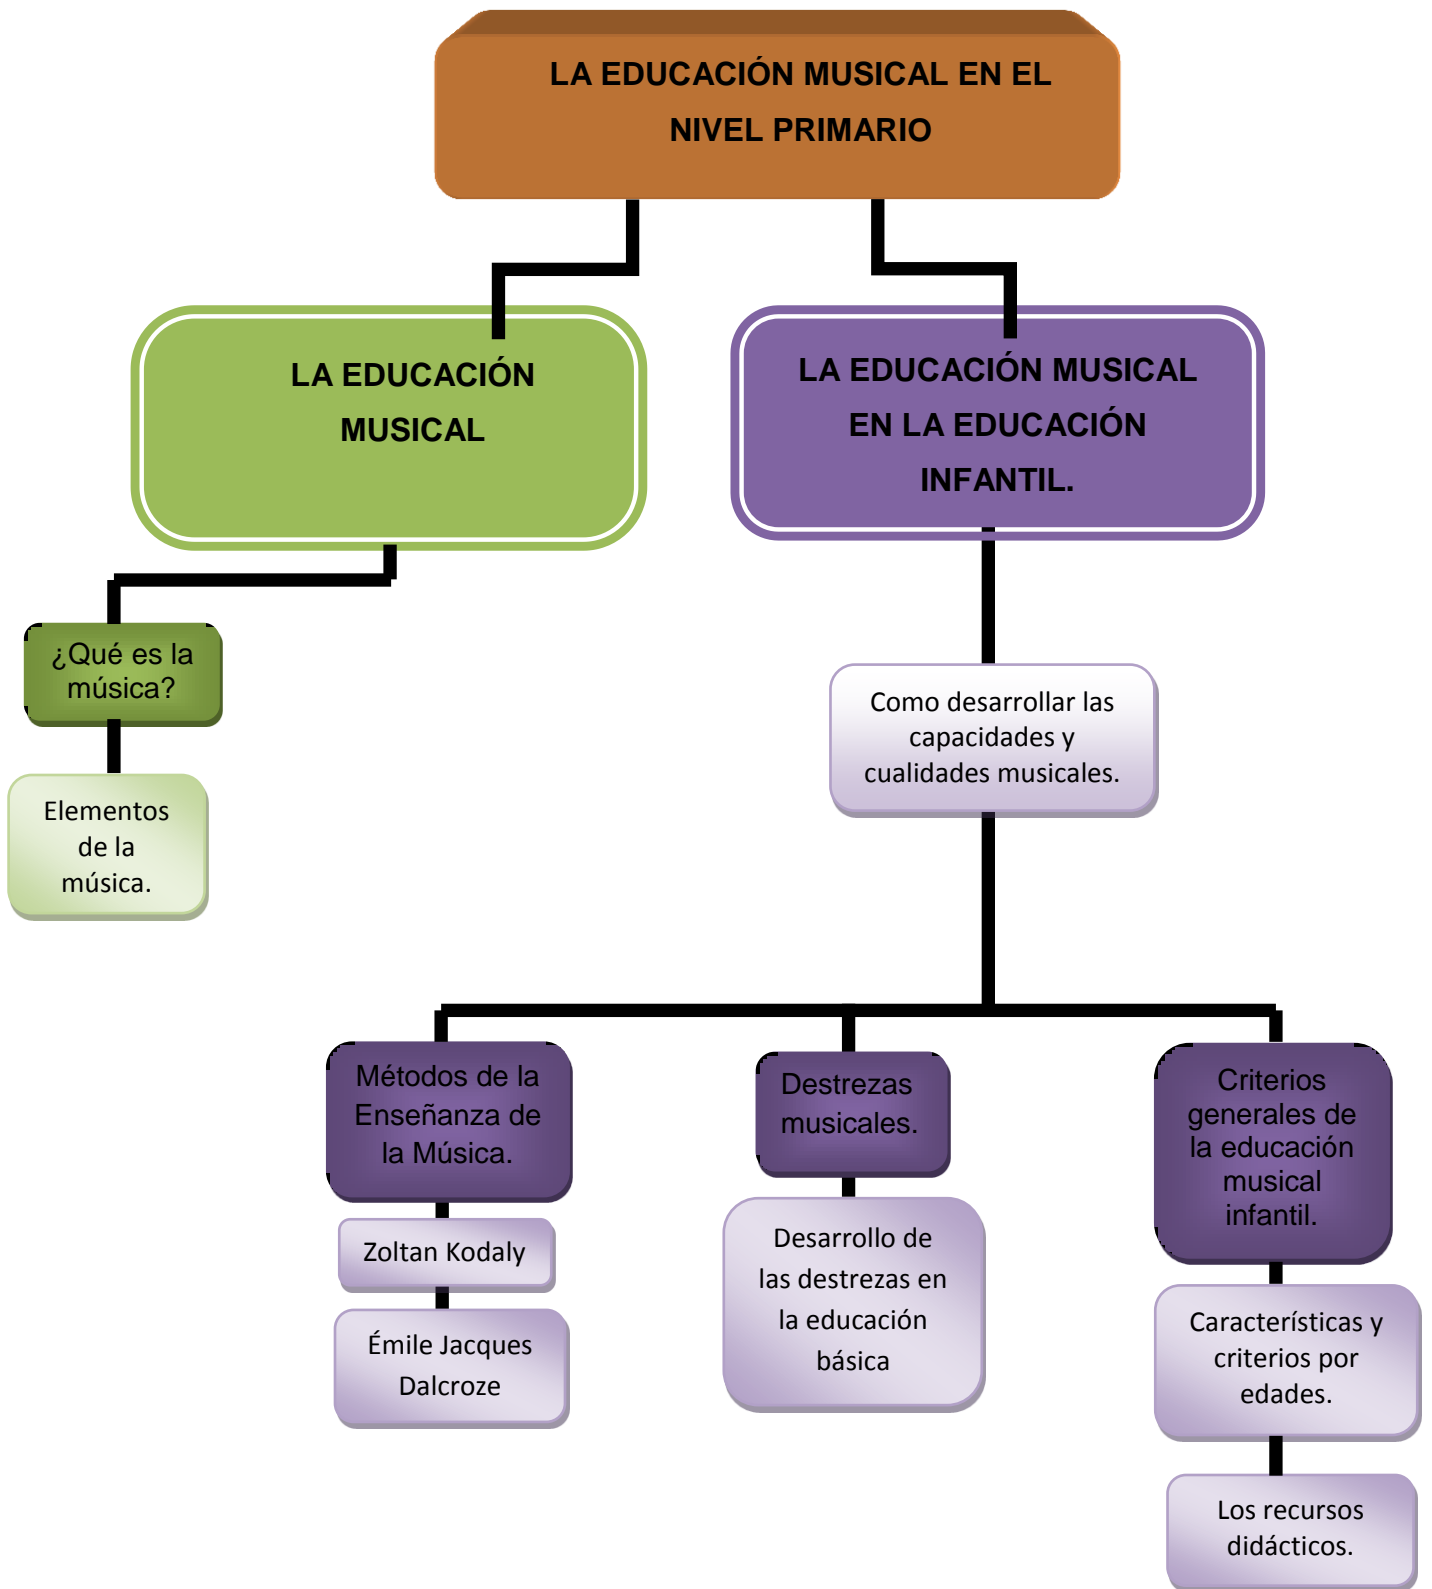 LA EDUCACIÓN MUSICAL EN EL
NIVEL PRIMARIO
LA EDUCACIÓN
MUSICAL
LA EDUCACIÓN MUSICAL
EN LA EDUCACIÓN
INFANTIL.
¿Qué es la
música?
Elementos
de la
música.
Como desarrollar las
capacidades y
cualidades musicales.
Métodos de la
Enseñanza de
la Música.
Zoltan Kodaly
Émile Jacques
Dalcroze
Destrezas
musicales.
Desarrollo de
las destrezas en
la educación
básica
Criterios
generales de
la educación
musical
infantil.
Características y
criterios por
edades.
Los recursos
didácticos.